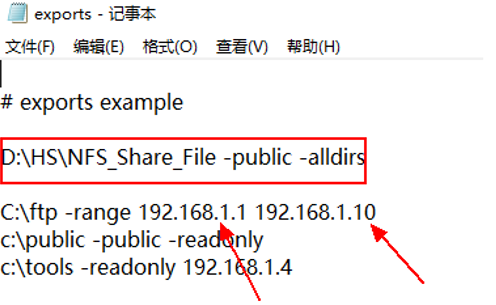 exports - 记事本
文件(F) 编辑(E) 格式(O) 查看(V) 帮助(H)
# exports example
D:\HS\NFS_Share_File -public -alldirs
C:\ftp -range 192.168.1.1 192.168.1.10
c:\public -public -readonly
c:\tools -readonly 192.168.1.4